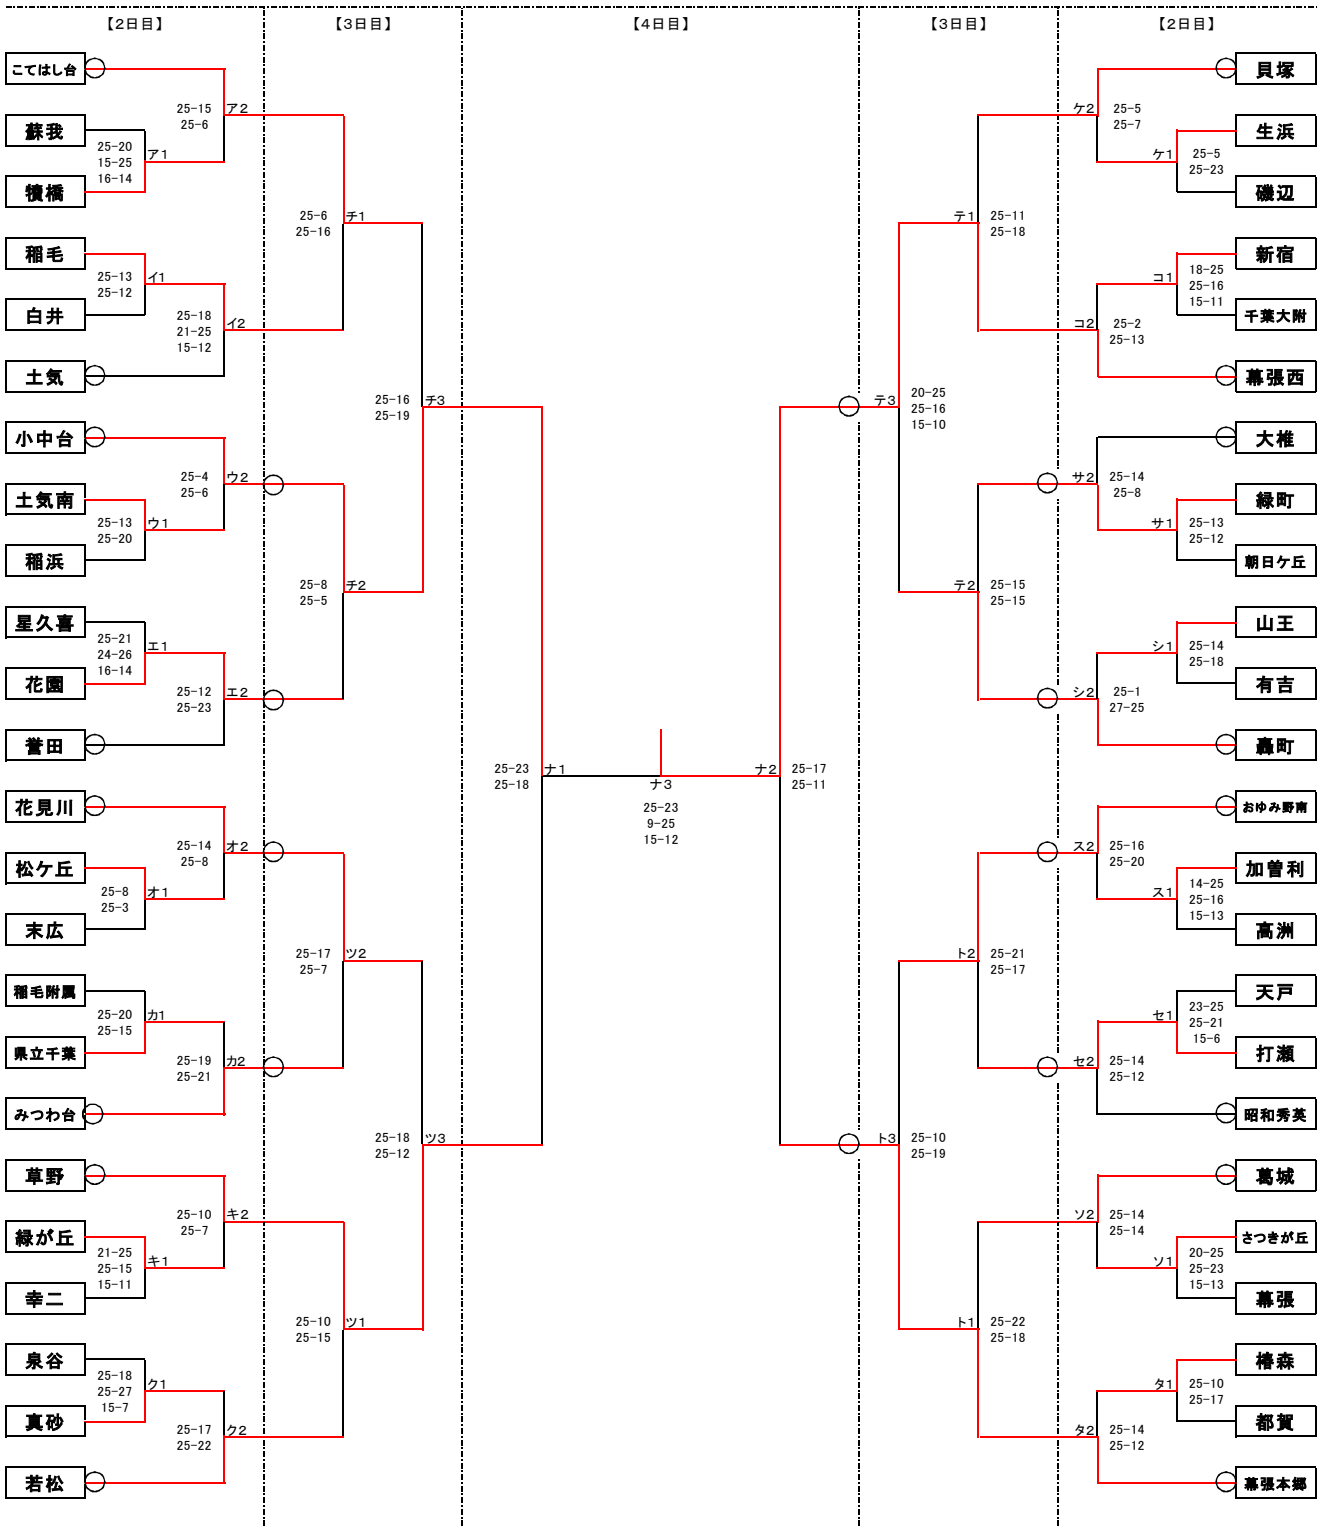 【2日目】
【3日目】
【4日目】
【3日目】
【2日目】
こてはし台
25-15
25-6
ア2
蘇我
25-20
15-25
16-14
ア1
犢橋
25-6
25-16
チ1
稲毛
25-13
25-12
イ1
白井
25-18
21-25
15-12
イ2
土気
25-16
25-19
チ3
小中台
25-4
25-6
ウ2
土気南
25-13
25-20
ウ1
稲浜
25-8
25-5
チ2
星久喜
25-21
24-26
16-14
エ1
花園
25-12
25-23
エ2
誉田
25-23
25-18
ナ1
花見川
25-14
25-8
オ2
松ケ丘
25-8
25-3
オ1
末広
25-17
25-7
ツ2
稲毛附属
25-20
25-15
カ1
県立千葉
25-19
25-21
カ2
みつわ台
25-18
25-12
ツ3
草野
25-10
25-7
キ2
緑が丘
21-25
25-15
15-11
キ1
幸二
25-10
25-15
ツ1
泉谷
25-18
25-27
15-7
ク1
真砂
25-17
25-22
ク2
若松
ナ3
25-23
9-25
15-12
貝塚
ケ2
25-5
25-7
生浜
ケ1
25-5
25-23
磯辺
テ1
25-11
25-18
新宿
コ1
18-25
25-16
15-11
千葉大附
コ2
25-2
25-13
幕張西
テ3
20-25
25-16
15-10
大椎
サ2
25-14
25-8
緑町
サ1
25-13
25-12
朝日ケ丘
テ2
25-15
25-15
山王
シ1
25-14
25-18
有吉
シ2
25-1
27-25
轟町
ナ2
25-17
25-11
おゆみ野南
ス2
25-16
25-20
加曽利
ス1
14-25
25-16
15-13
高洲
ト2
25-21
25-17
天戸
セ1
23-25
25-21
15-6
打瀬
セ2
25-14
25-12
昭和秀英
ト3
25-10
25-19
葛城
ソ2
25-14
25-14
さつきが丘
ソ1
20-25
25-23
15-13
幕張
ト1
25-22
25-18
椿森
タ1
25-10
25-17
都賀
タ2
25-14
25-12
幕張本郷